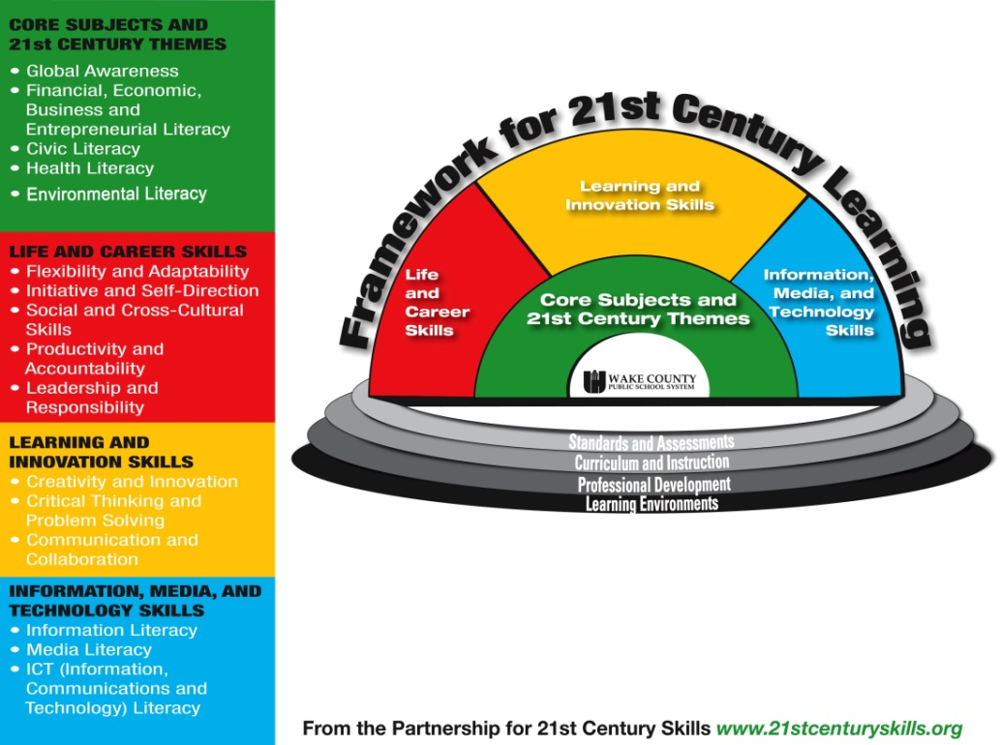 CORE SUBJECTS AND
21st CENTURY THEMES
• Global Awareness
• Financial, Economic,
Business and
Entrepreneurial Literacy
• Civic Literacy
• Health Literacy
• Environmental Literacy
LIFE AND CAREER SKILLS
• Flexibility and Adaptability
• Initiative and Self-Direction
• Social and Cross-Cultural
Skills
• Productivity and
Accountability
• Leadership and
Responsibility
LEARNING AND
INNOVATION SKILLS
• Creativity and Innovation
• Critical Thinking and
Problem Solving
• Communication and
Collaboration
INFORMATION, MEDIA, AND
TECHNOLOGY SKILLS
• Information Literacy
• Media Literacy
• ICT (Information,
Communications and
Technology) Literacy
Framework for 21st Century Learning
Learning and
Innovation Skills
Life
and
Career
Skills
Core Subjects and
21st Century Themes
Information,
Media, and
Technology
Skills
WAKE COUNTY
PUBLIC SCHOOL SYSTEM
Standards and Assessments
Curriculum and Instruction
Professional Development
Learning Environments
From the Partnership for 21st Century Skills www.21stcenturyskills.org